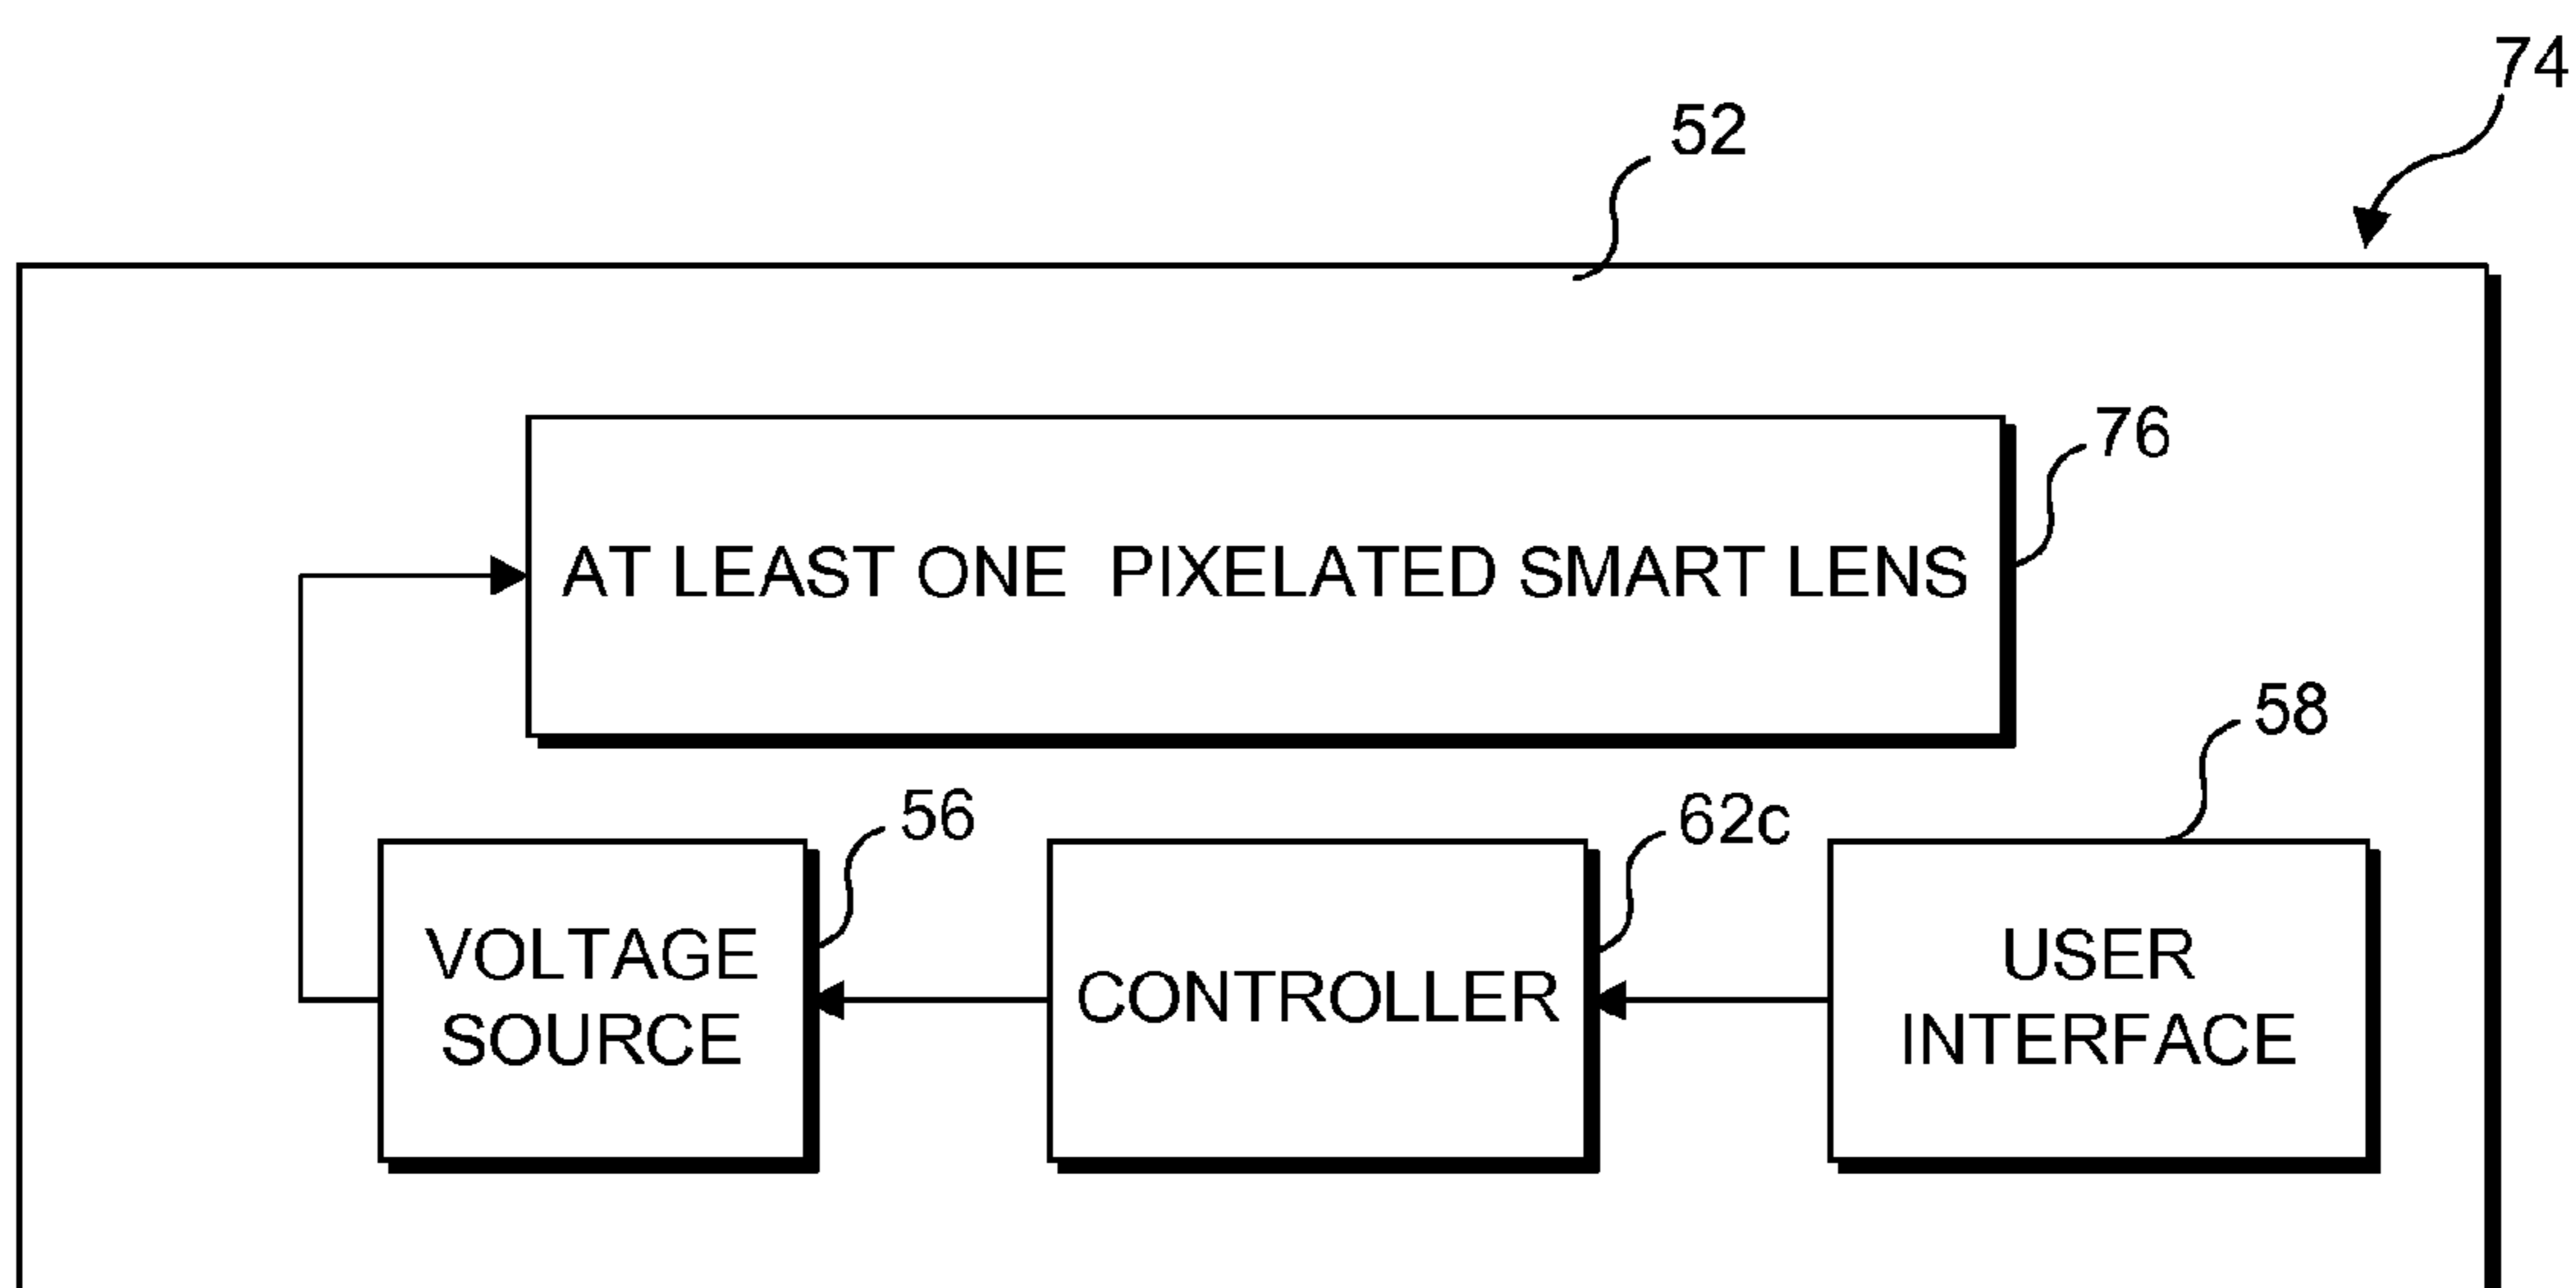 74
52
76
AT LEAST ONE PIXELATED SMART LENS
58
56
62c
VOLTAGE
SOURCE
CONTROLLER
USER
INTERFACE